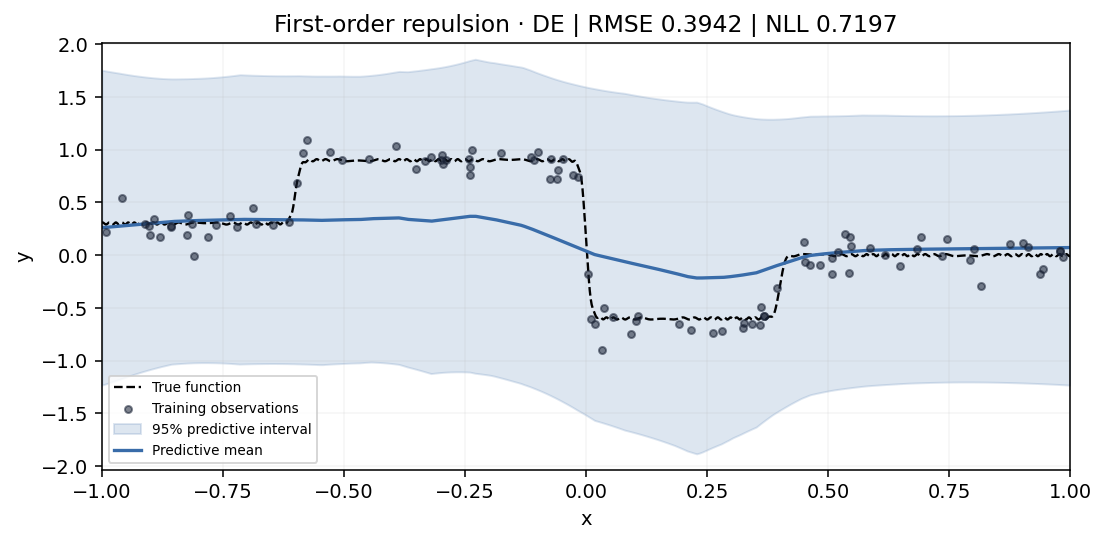 First-order repulsion · DE | RMSE 0.3942 | NLL 0.7197
y
2.0
1.5
1.0
0.5
0.0
−0.5
−1.0
−1.5
−2.0
True function
Training observations
95% predictive interval
Predictive mean
−1.00 −0.75 −0.50 −0.25 0.00 0.25 0.50 0.75 1.00
x